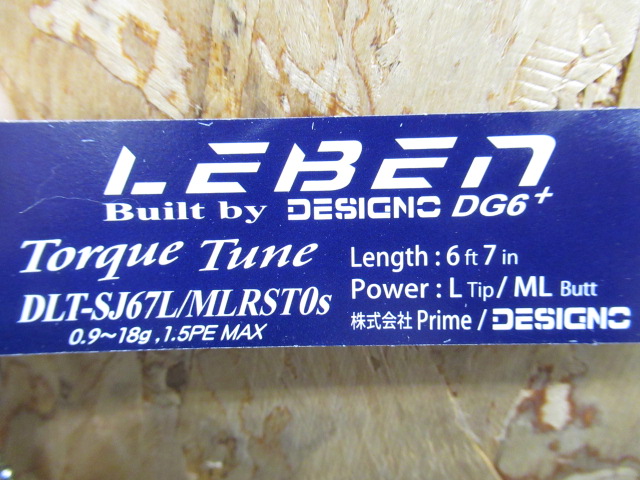 LEBEN
Built by DESIGNO DG6+
Torque Tune
DLT-SJ67L/MLRST0s
0.9～18g , 1.5PE MAX
Length : 6 ft 7 in
Power : L Tip / ML Butt
株式会社 Prime / DESIGNO